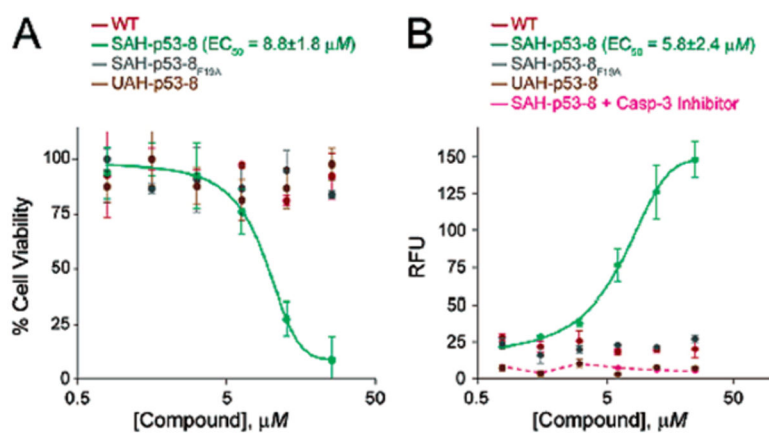 A
WT
SAH-p53-8 (EC50 = 8.8±1.8 μM)
SAH-p53-8F19A
UAH-p53-8
% Cell Viability
100
75
50
25
0
0.5
5
50
[Compound], μM
B
WT
SAH-p53-8 (EC50 = 5.8±2.4 μM)
SAH-p53-8F19A
UAH-p53-8
SAH-p53-8 + Casp-3 Inhibitor
RFU
150
125
100
75
50
25
0
0.5
5
50
[Compound], μM